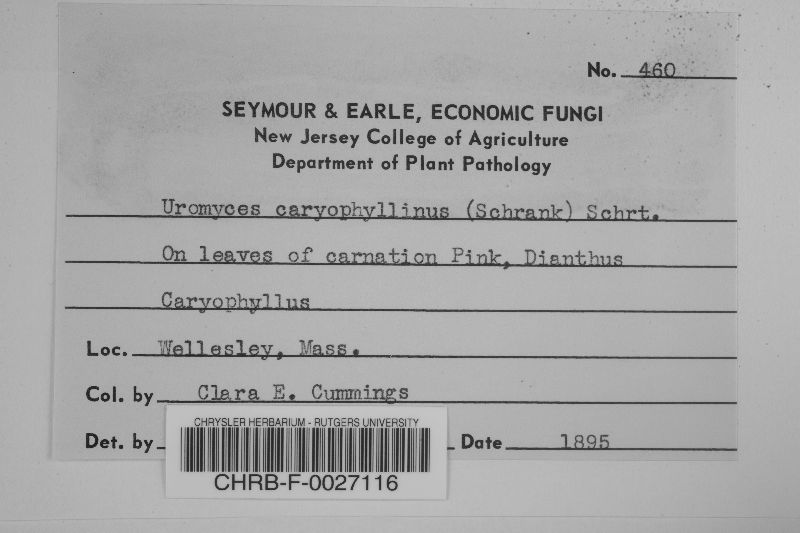 No. 460
SEYMOUR & EARLE, ECONOMIC FUNGI
New Jersey College of Agriculture
Department of Plant Pathology
Uromyces caryophyllinus (Schrank) Schrt.
On leaves of carnation Pink, Dianthus
Caryophyllus
Loc. Wellesley, Mass.
Col. by Clara E. Cummings
Det. by Date 1895
CHRYSLER HERBARIUM - RUTGERS UNIVERSITY
CHRB-F-0027116